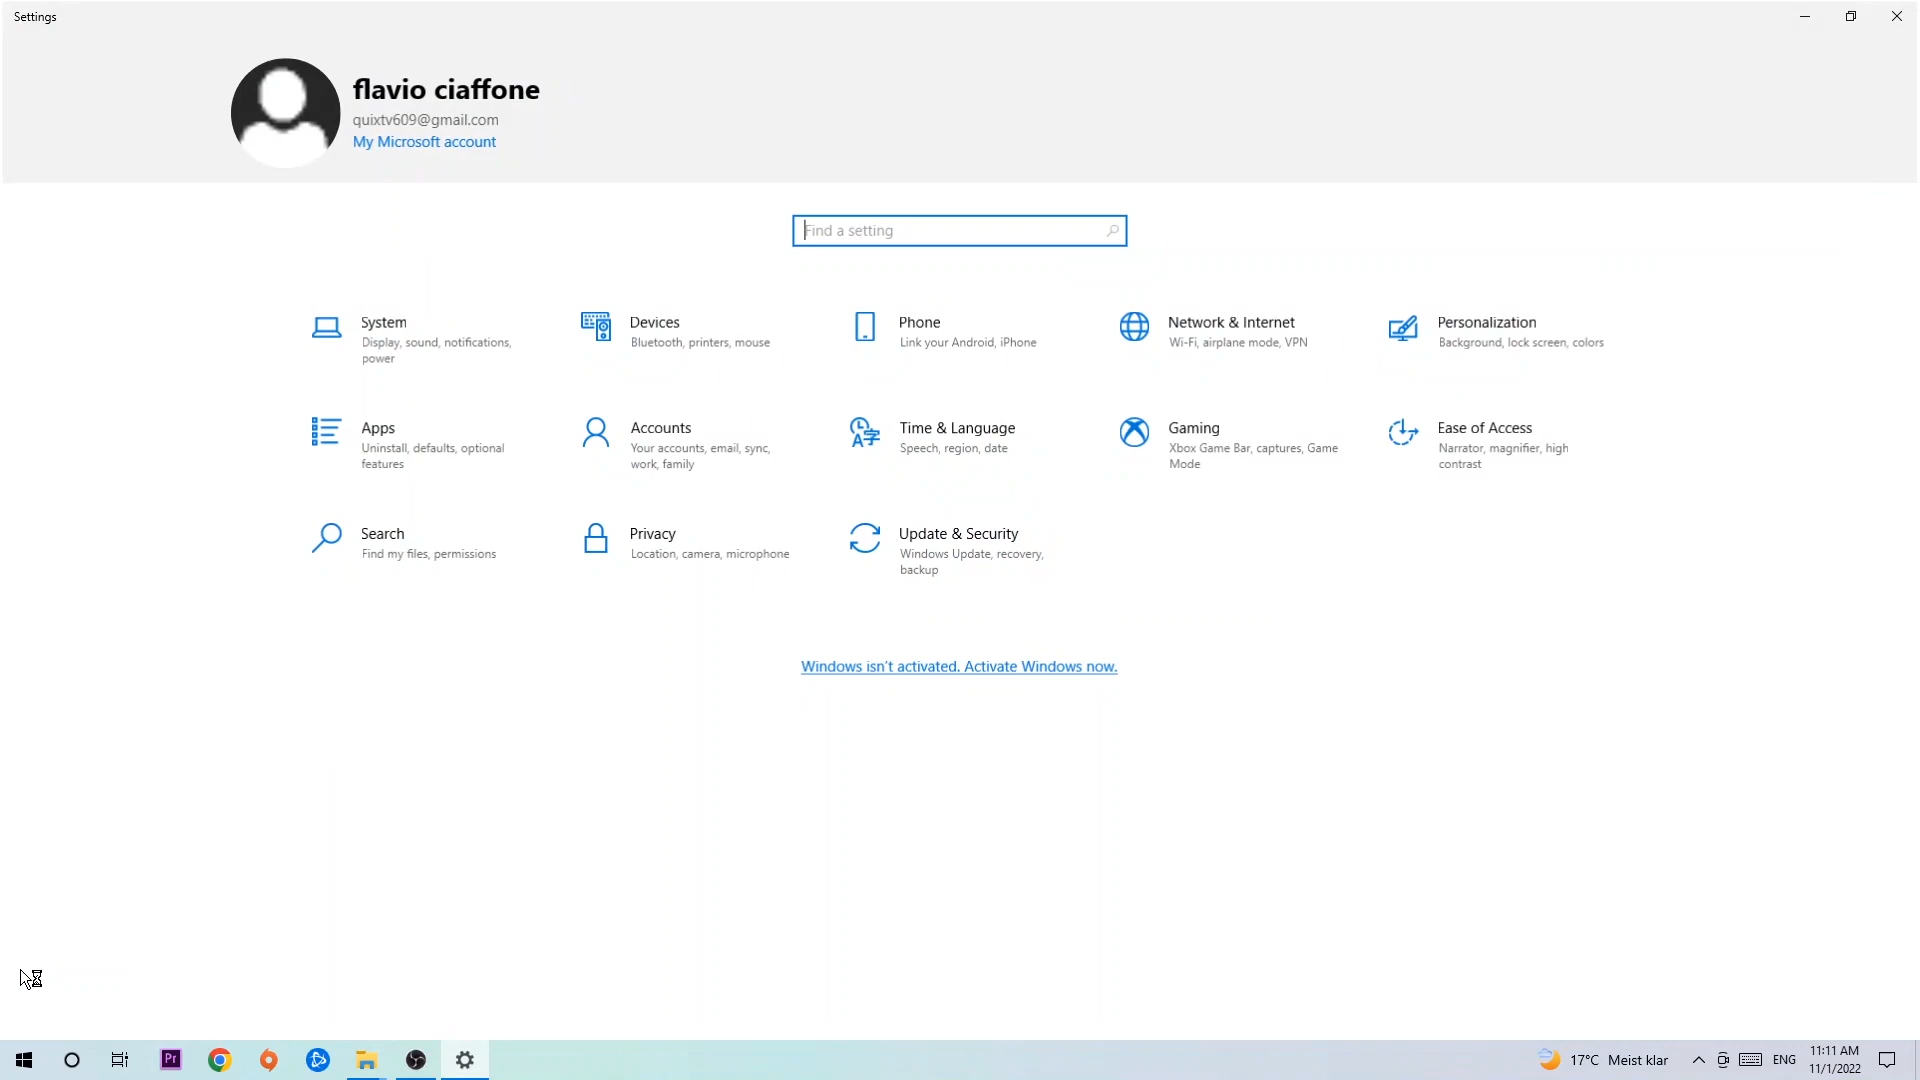 Settings
flavio ciaffone
quixtv609@gmail.com
My Microsoft account
Find a setting
System
Display, sound, notifications,
power
Devices
Bluetooth, printers, mouse
Phone
Link your Android, iPhone
Network & Internet
Wi-Fi, airplane mode, VPN
Personalization
Background, lock screen, colors
Apps
Uninstall, defaults, optional
features
Accounts
Your accounts, email, sync,
work, family
Time & Language
Speech, region, date
Gaming
Xbox Game Bar, captures, Game
Mode
Ease of Access
Narrator, magnifier, high
contrast
Search
Find my files, permissions
Privacy
Location, camera, microphone
Update & Security
Windows Update, recovery,
backup
Windows isn't activated. Activate Windows now.
Pr
17°C Meist klar
ENG
11:11 AM
11/1/2022